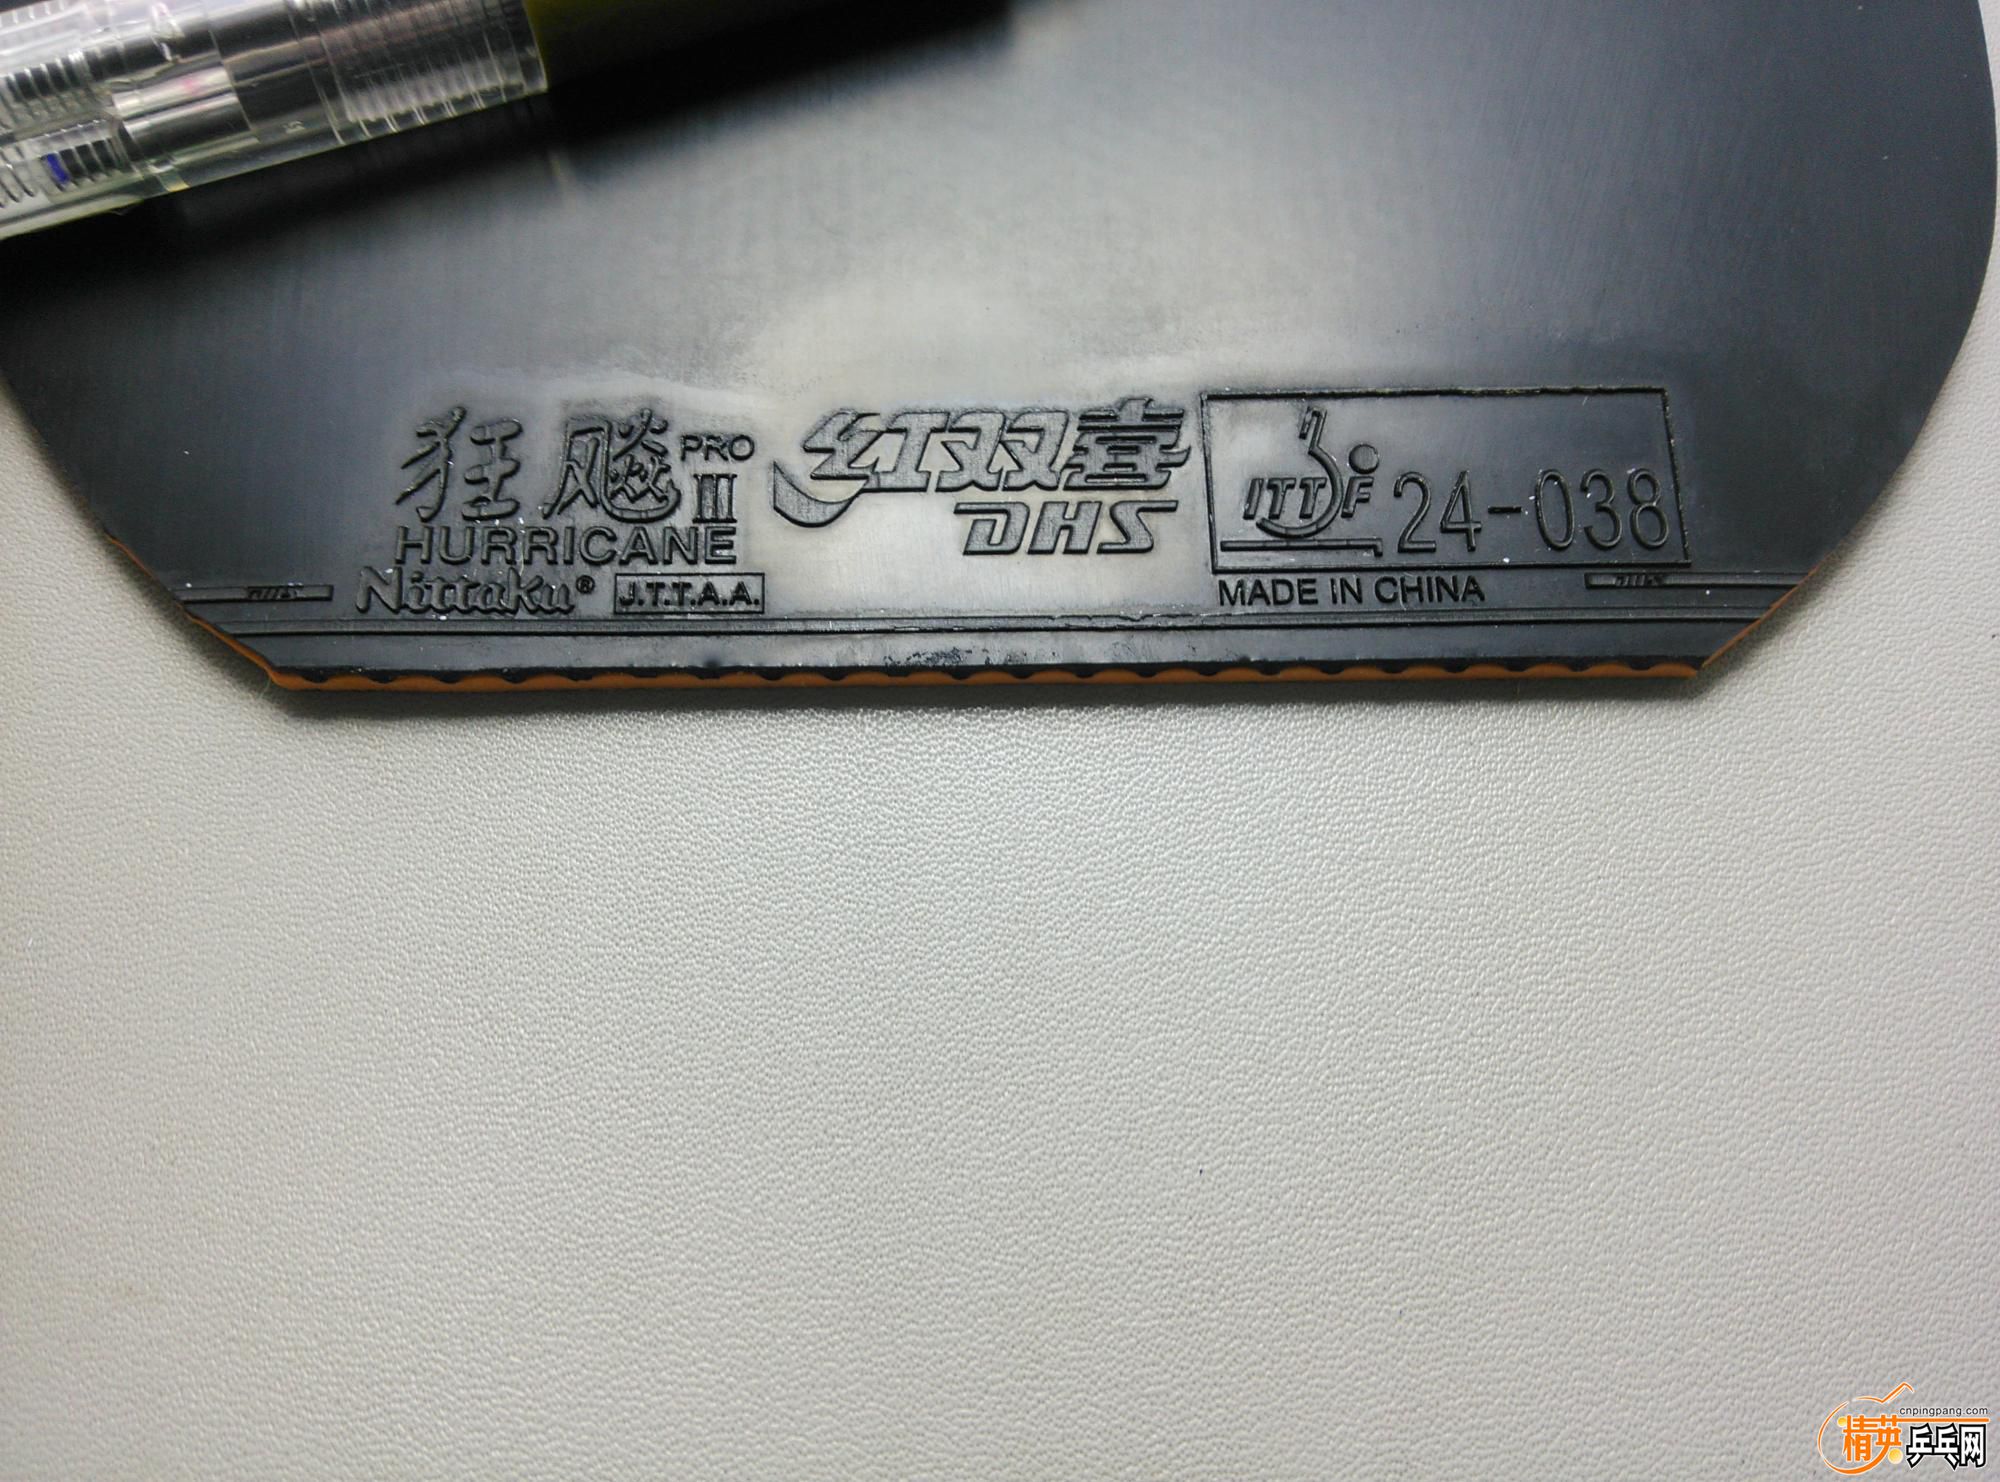 狂飚 PRO III
HURRICANE
Nittaku® J.T.T.A.A.
红双喜
DHS
ITTF 24-038
MADE IN CHINA
cnpingpang.com
精英乒乓网